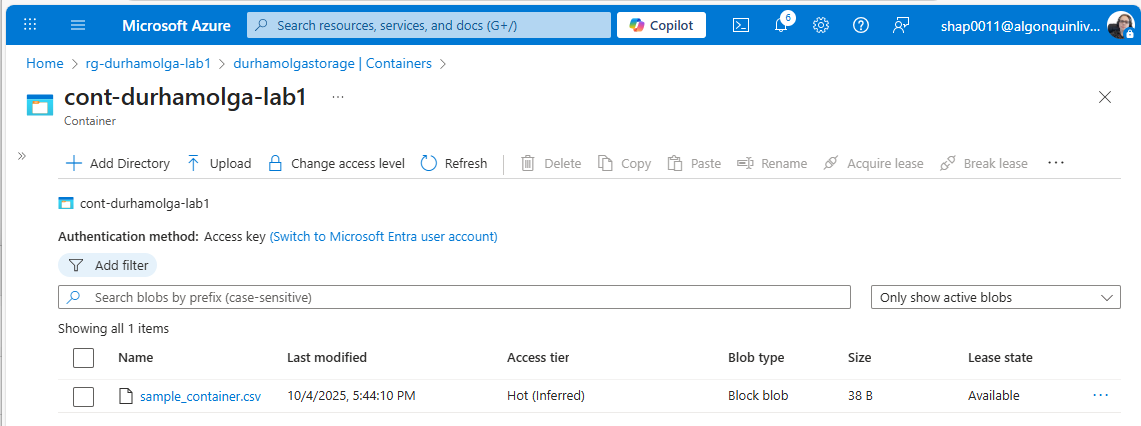 Microsoft Azure Search resources, services, and docs (G+/) Copilot 6 shap0011@algonquinliv...
Home > rg-durhamolga-lab1 > durhamolgastorage | Containers >
cont-durhamolga-lab1 ...
Container
» Add Directory Upload Change access level Refresh Delete Copy Paste Rename Acquire lease Break lease ...
cont-durhamolga-lab1
Authentication method: Access key (Switch to Microsoft Entra user account)
Add filter
Search blobs by prefix (case-sensitive) Only show active blobs
Showing all 1 items
Name Last modified Access tier Blob type Size Lease state
sample_container.csv 10/4/2025, 5:44:10 PM Hot (Inferred) Block blob 38 B Available ...